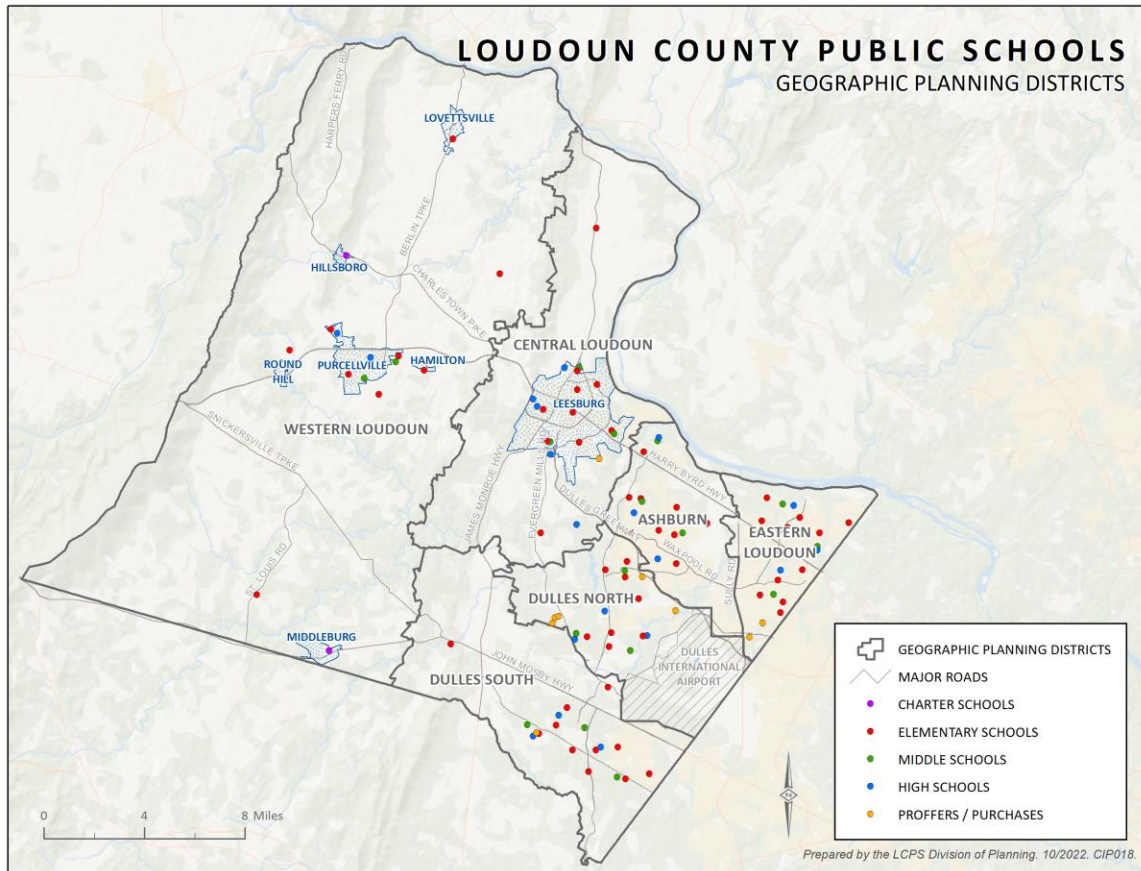 LOUDOUN COUNTY PUBLIC SCHOOLS
GEOGRAPHIC PLANNING DISTRICTS
HARPERS FERRY RD
LOVETTSVILLE
BERLIN TPKE
HILLSBORO
CHARLESTOWN PIKE
CENTRAL LOUDOUN
ROUND
HILL
PURCELLVILLE
HAMILTON
LEESBURG
SNICKERSVILLE TPKE
WESTERN LOUDOUN
JAMES MONROE HWY
EVERGREEN MILLS RD
HARRY BYRD HWY
DULLES GREENWAY
ASHBURN
WAXPOOL RD
EASTERN
LOUDOUN
SULLY RD
ST. LOUIS RD
DULLES NORTH
MIDDLEBURG
DULLES
INTERNATIONAL
AIRPORT
DULLES SOUTH
JOHN MOSBY HWY
GEOGRAPHIC PLANNING DISTRICTS
MAJOR ROADS
CHARTER SCHOOLS
ELEMENTARY SCHOOLS
MIDDLE SCHOOLS
HIGH SCHOOLS
PROFFERS / PURCHASES
N
0 4 8 Miles
Prepared by the LCPS Division of Planning. 10/2022. CIP018.